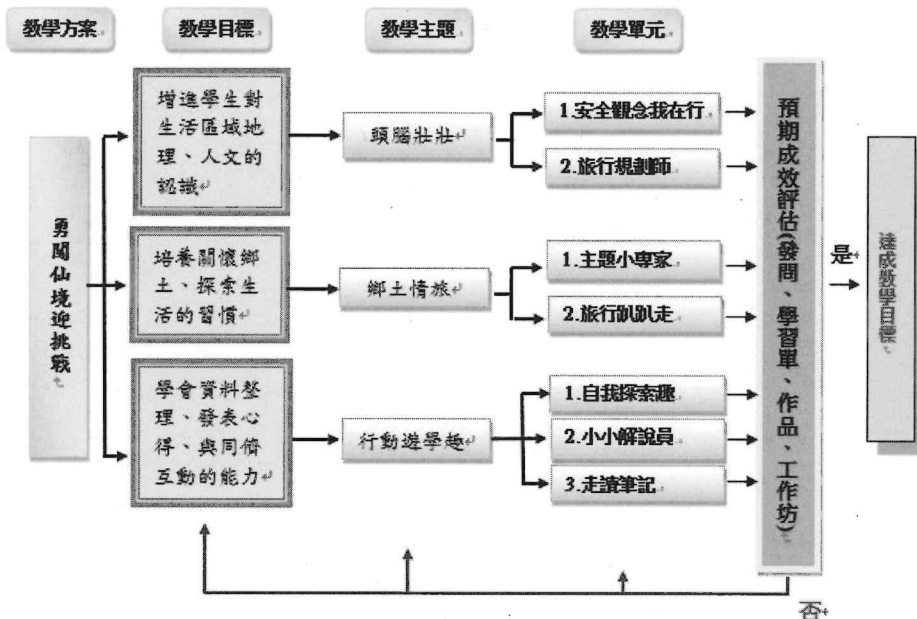 教學方案
教學目標
教學主題
教學單元
勇闖仙境迎挑戰
增進學生對
生活區域地
理、人文的
認識
頭腦壯壯
1.安全觀念我在行
2.旅行規劃師
培養關懷鄉
土、探索生
活的習慣
鄉土情旅
1.主題小專家
2.旅行趴趴走
學會資料整
理、發表心
得、與同儕
互動的能力
行動遊學趣
1.自我探索趣
2.小小解說員
3.走讀筆記
預期成效評估(發問、學習單、作品、工作坊)
是
達成教學目標
否